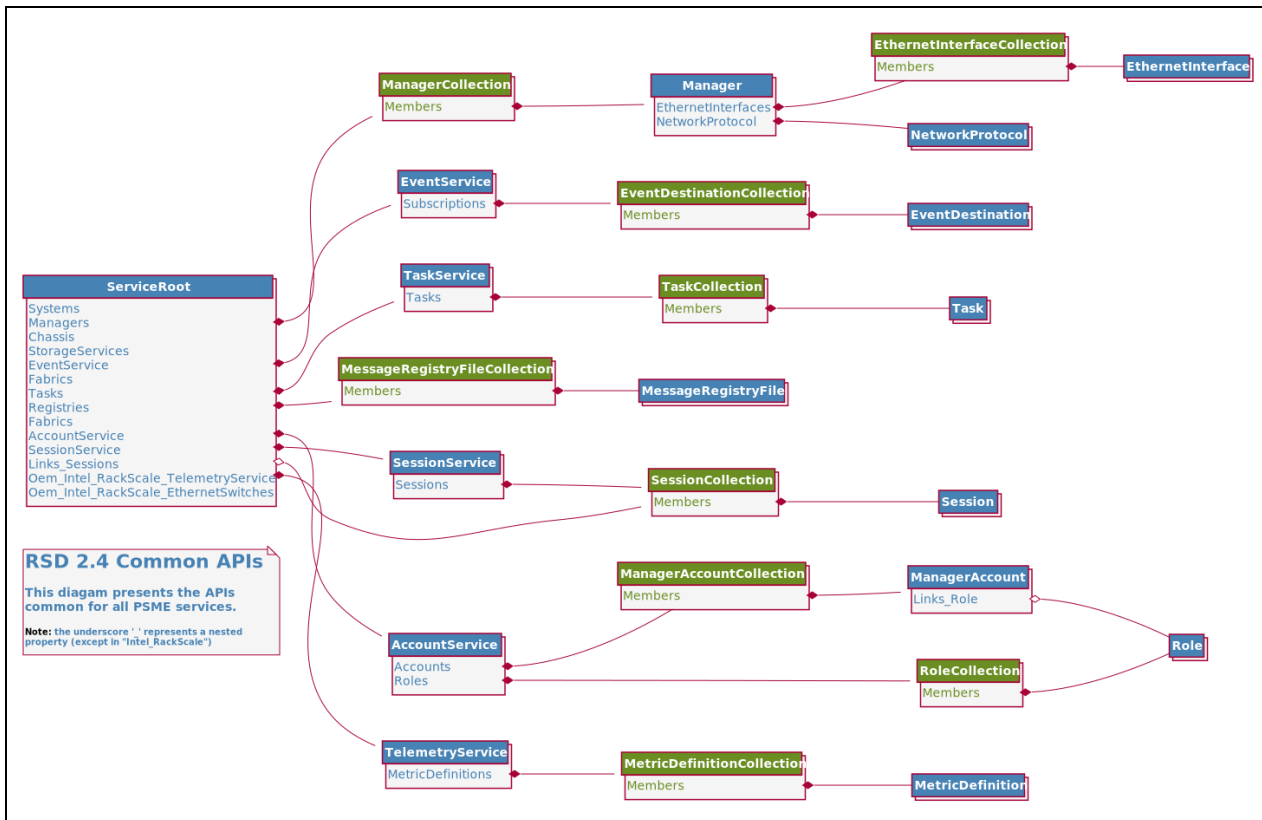 EthernetInterfaceCollection
Members
EthernetInterface
ManagerCollection
Members
Manager
EthernetInterfaces
NetworkProtocol
NetworkProtocol
EventService
Subscriptions
EventDestinationCollection
Members
EventDestination
TaskService
Tasks
TaskCollection
Members
Task
ServiceRoot
Systems
Managers
Chassis
StorageServices
EventService
Fabrics
Tasks
Registries
Fabrics
AccountService
SessionService
Links_Sessions
Oem_Intel_RackScale_TelemetryService
Oem_Intel_RackScale_EthernetSwitches
MessageRegistryFileCollection
Members
MessageRegistryFile
SessionService
Sessions
SessionCollection
Members
Session
RSD 2.4 Common APIs
This diagam presents the APIs
common for all PSME services.
Note: the underscore '_' represents a nested
property (except in "Intel_RackScale")
ManagerAccountCollection
Members
ManagerAccount
Links_Role
AccountService
Accounts
Roles
Role
RoleCollection
Members
TelemetryService
MetricDefinitions
MetricDefinitionCollection
Members
MetricDefinition